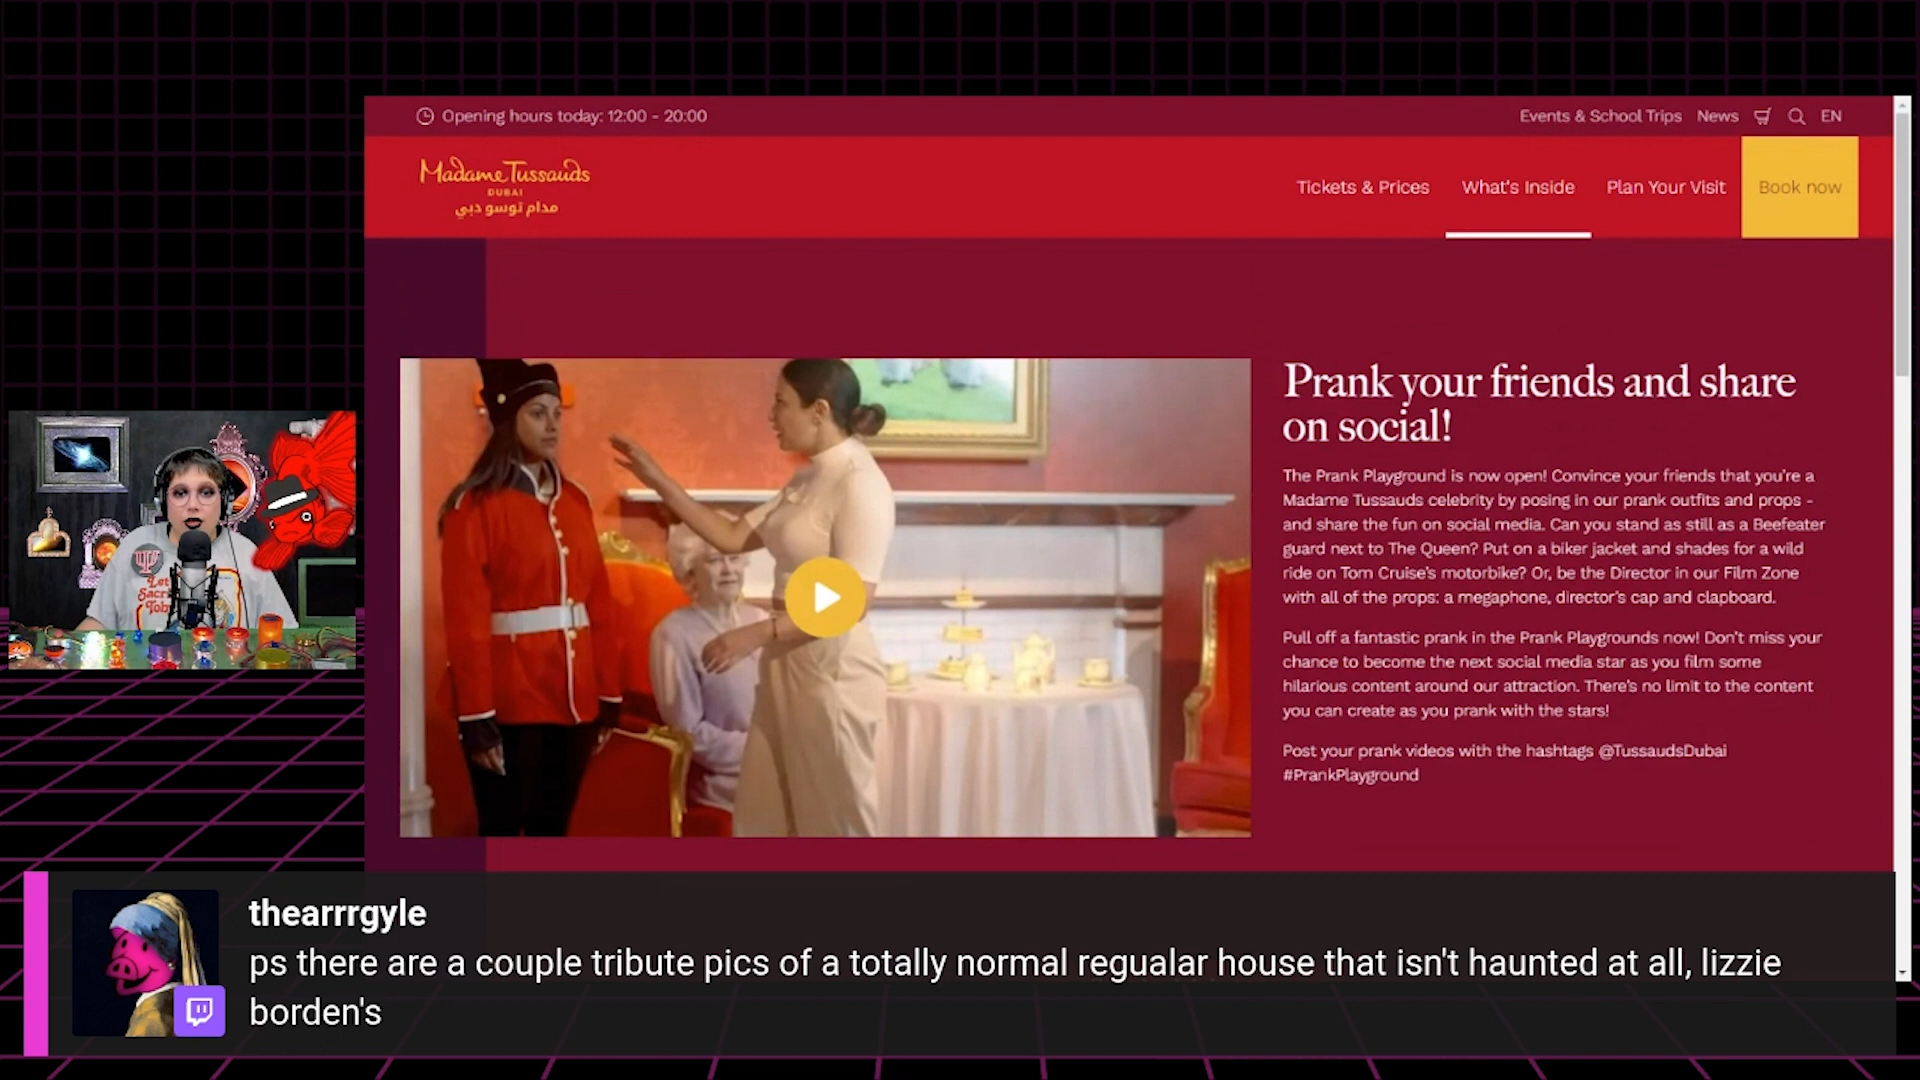 Opening hours today: 12:00 - 20:00
Events & School Trips
News
EN
Madame Tussauds
DUBAI
مدام توسو دبي
Tickets & Prices
What's Inside
Plan Your Visit
Book now
Prank your friends and share
on social!
The Prank Playground is now open! Convince your friends that you're a
Madame Tussauds celebrity by posing in our prank outfits and props -
and share the fun on social media. Can you stand as still as a Beefeater
guard next to The Queen? Put on a biker jacket and shades for a wild
ride on Tom Cruise's motorbike? Or, be the Director in our Film Zone
with all of the props: a megaphone, director's cap and clapboard.
Pull off a fantastic prank in the Prank Playgrounds now! Don't miss your
chance to become the next social media star as you film some
hilarious content around our attraction. There's no limit to the content
you can create as you prank with the stars!
Post your prank videos with the hashtags @TussaudsDubai
#PrankPlayground
thearrrgyle
ps there are a couple tribute pics of a totally normal regualar house that isn't haunted at all, lizzie
borden's